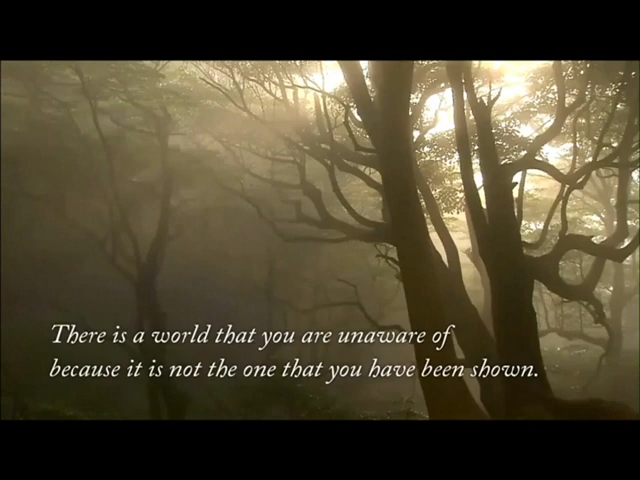 There is a world that you are unaware of
because it is not the one that you have been shown.